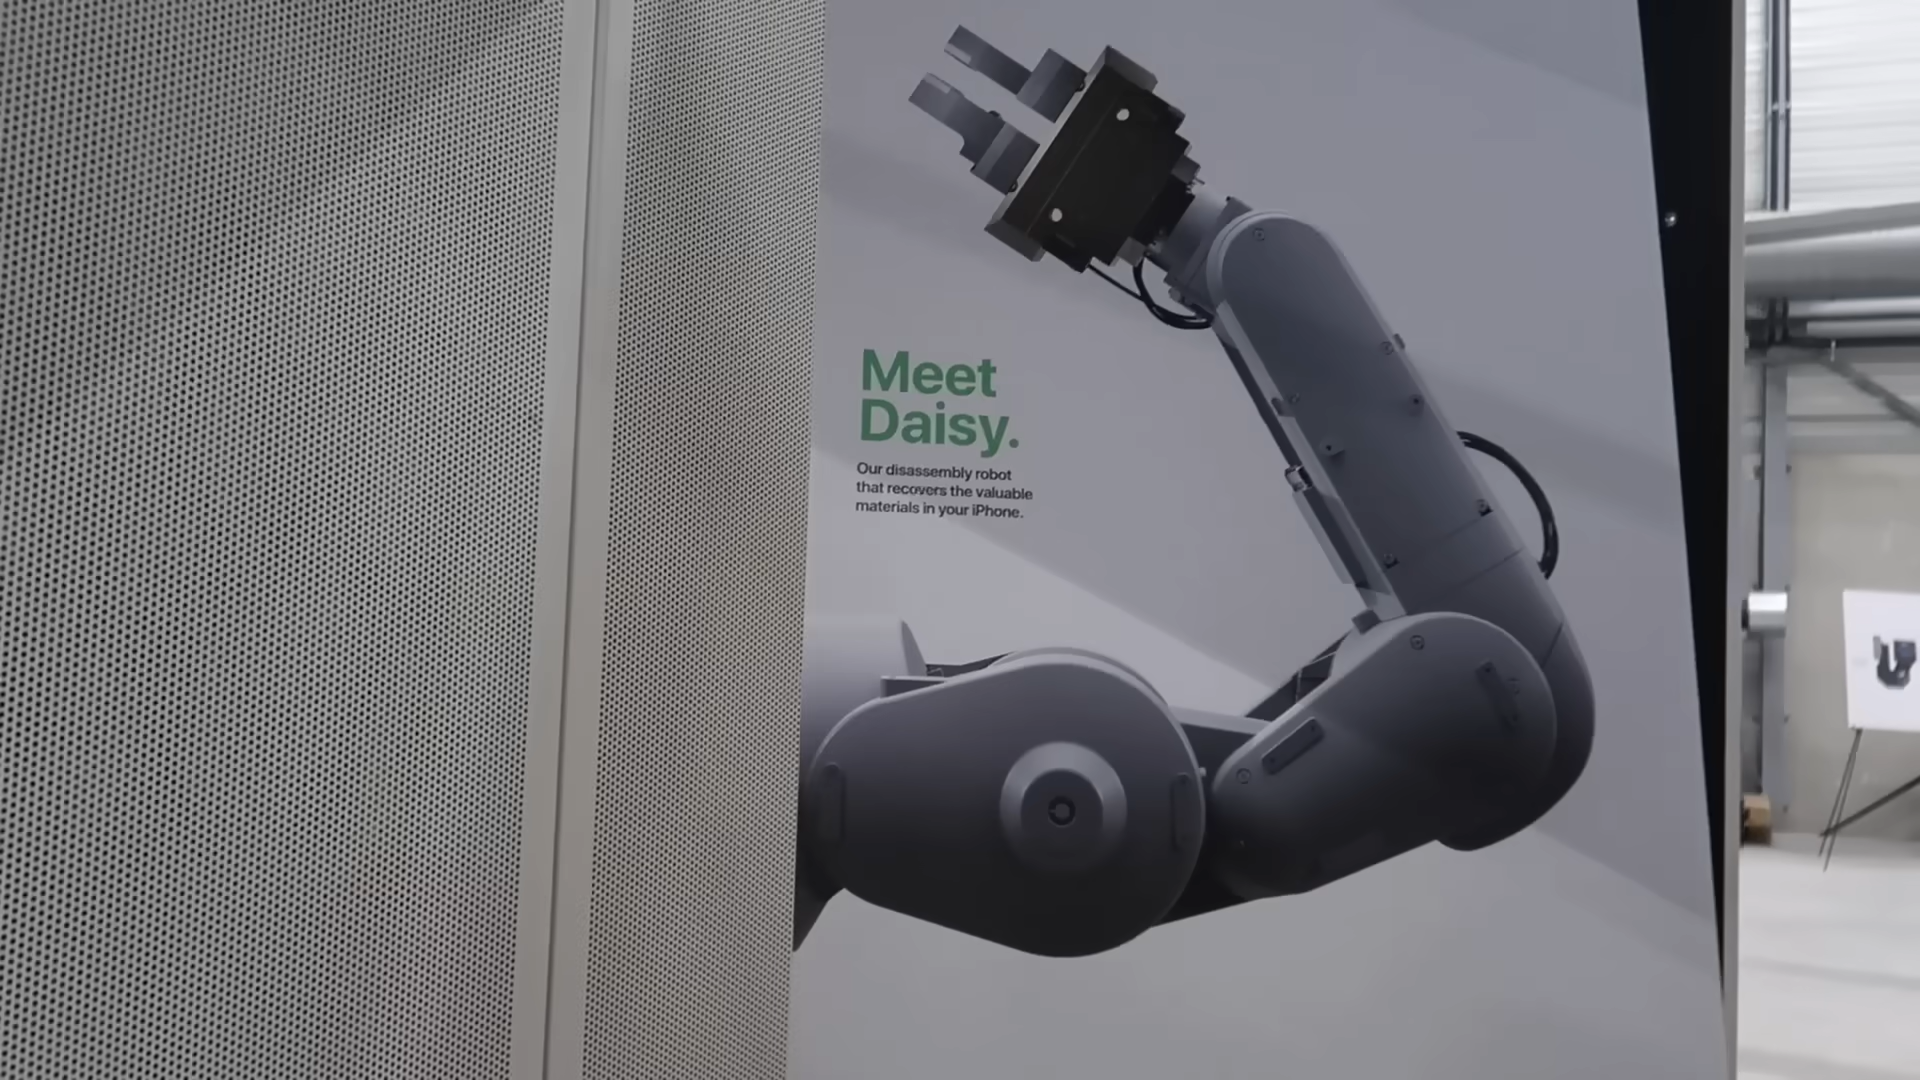 Meet
Daisy.
Our disassembly robot
that recovers the valuable
materials in your iPhone.